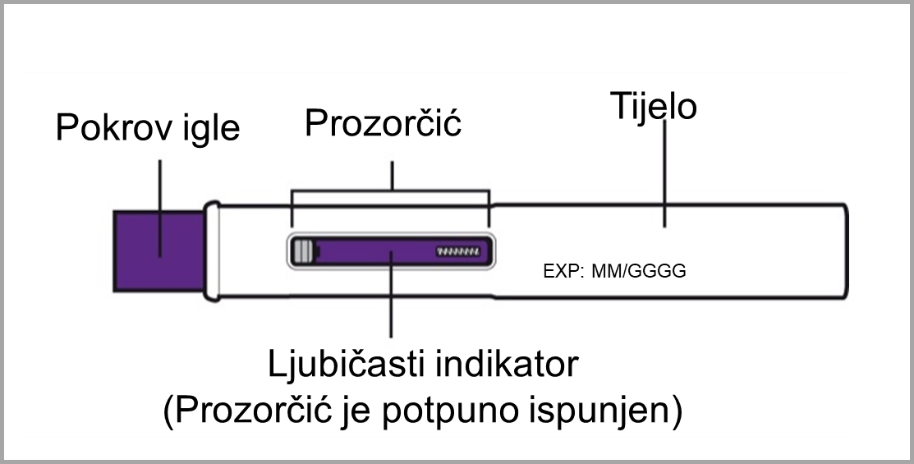 Pokrov igle
Prozorčić
Tijelo
EXP: MM/GGGG
Ljubičasti indikator
(Prozorčić je potpuno ispunjen)